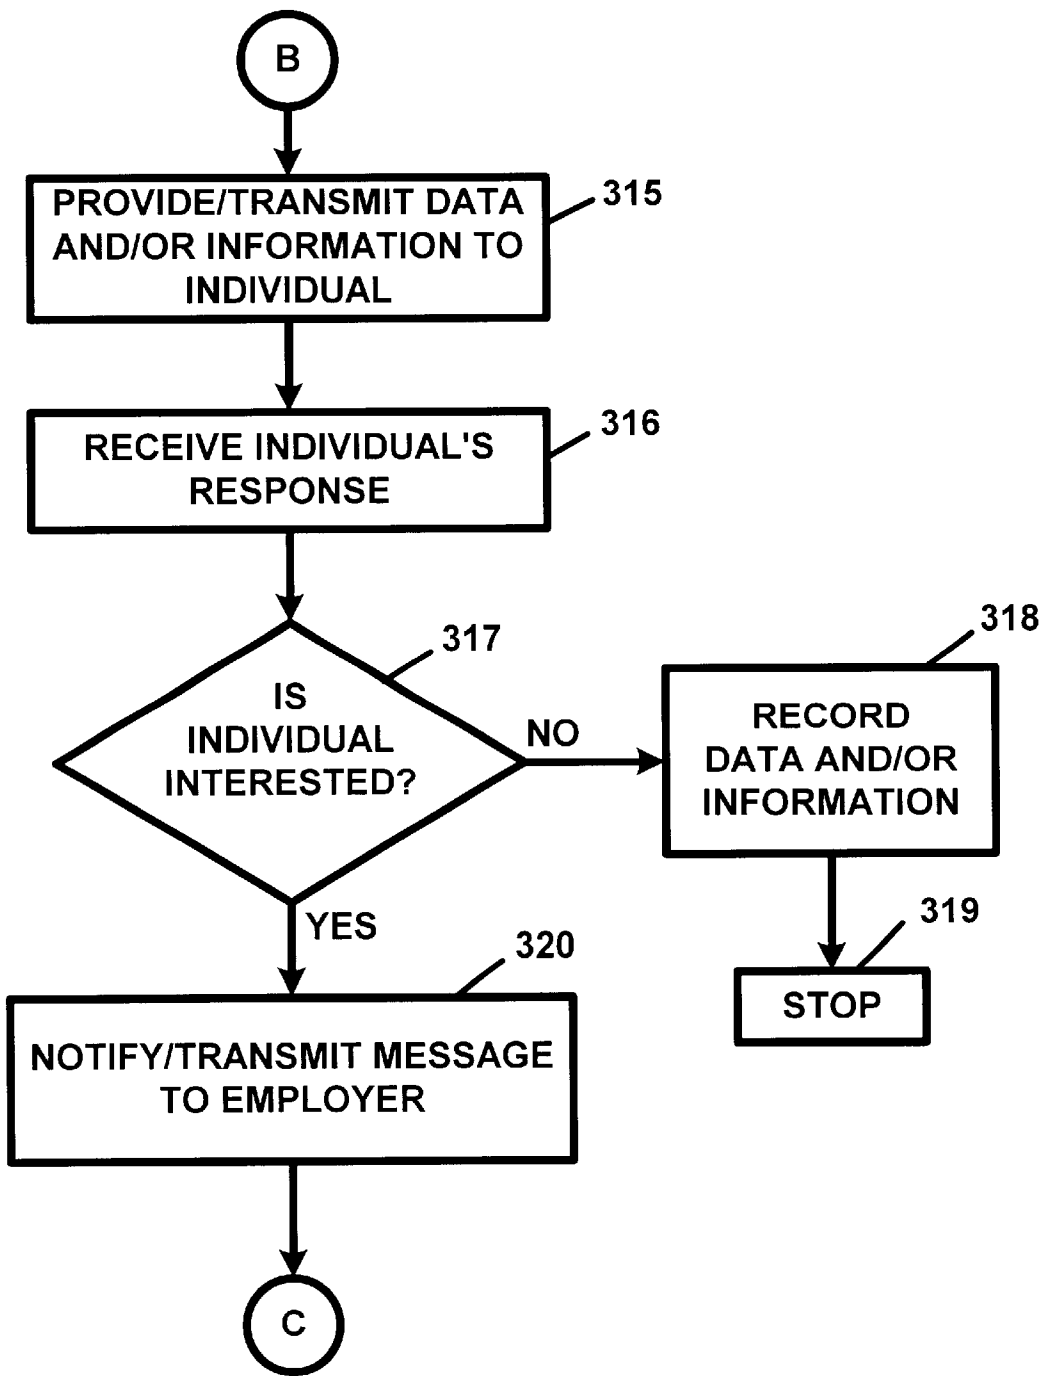 B
PROVIDE/TRANSMIT DATA
AND/OR INFORMATION TO
INDIVIDUAL
315
RECEIVE INDIVIDUAL'S
RESPONSE
316
IS
INDIVIDUAL
INTERESTED?
317
NO
RECORD
DATA AND/OR
INFORMATION
318
STOP
319
YES
NOTIFY/TRANSMIT MESSAGE
TO EMPLOYER
320
C